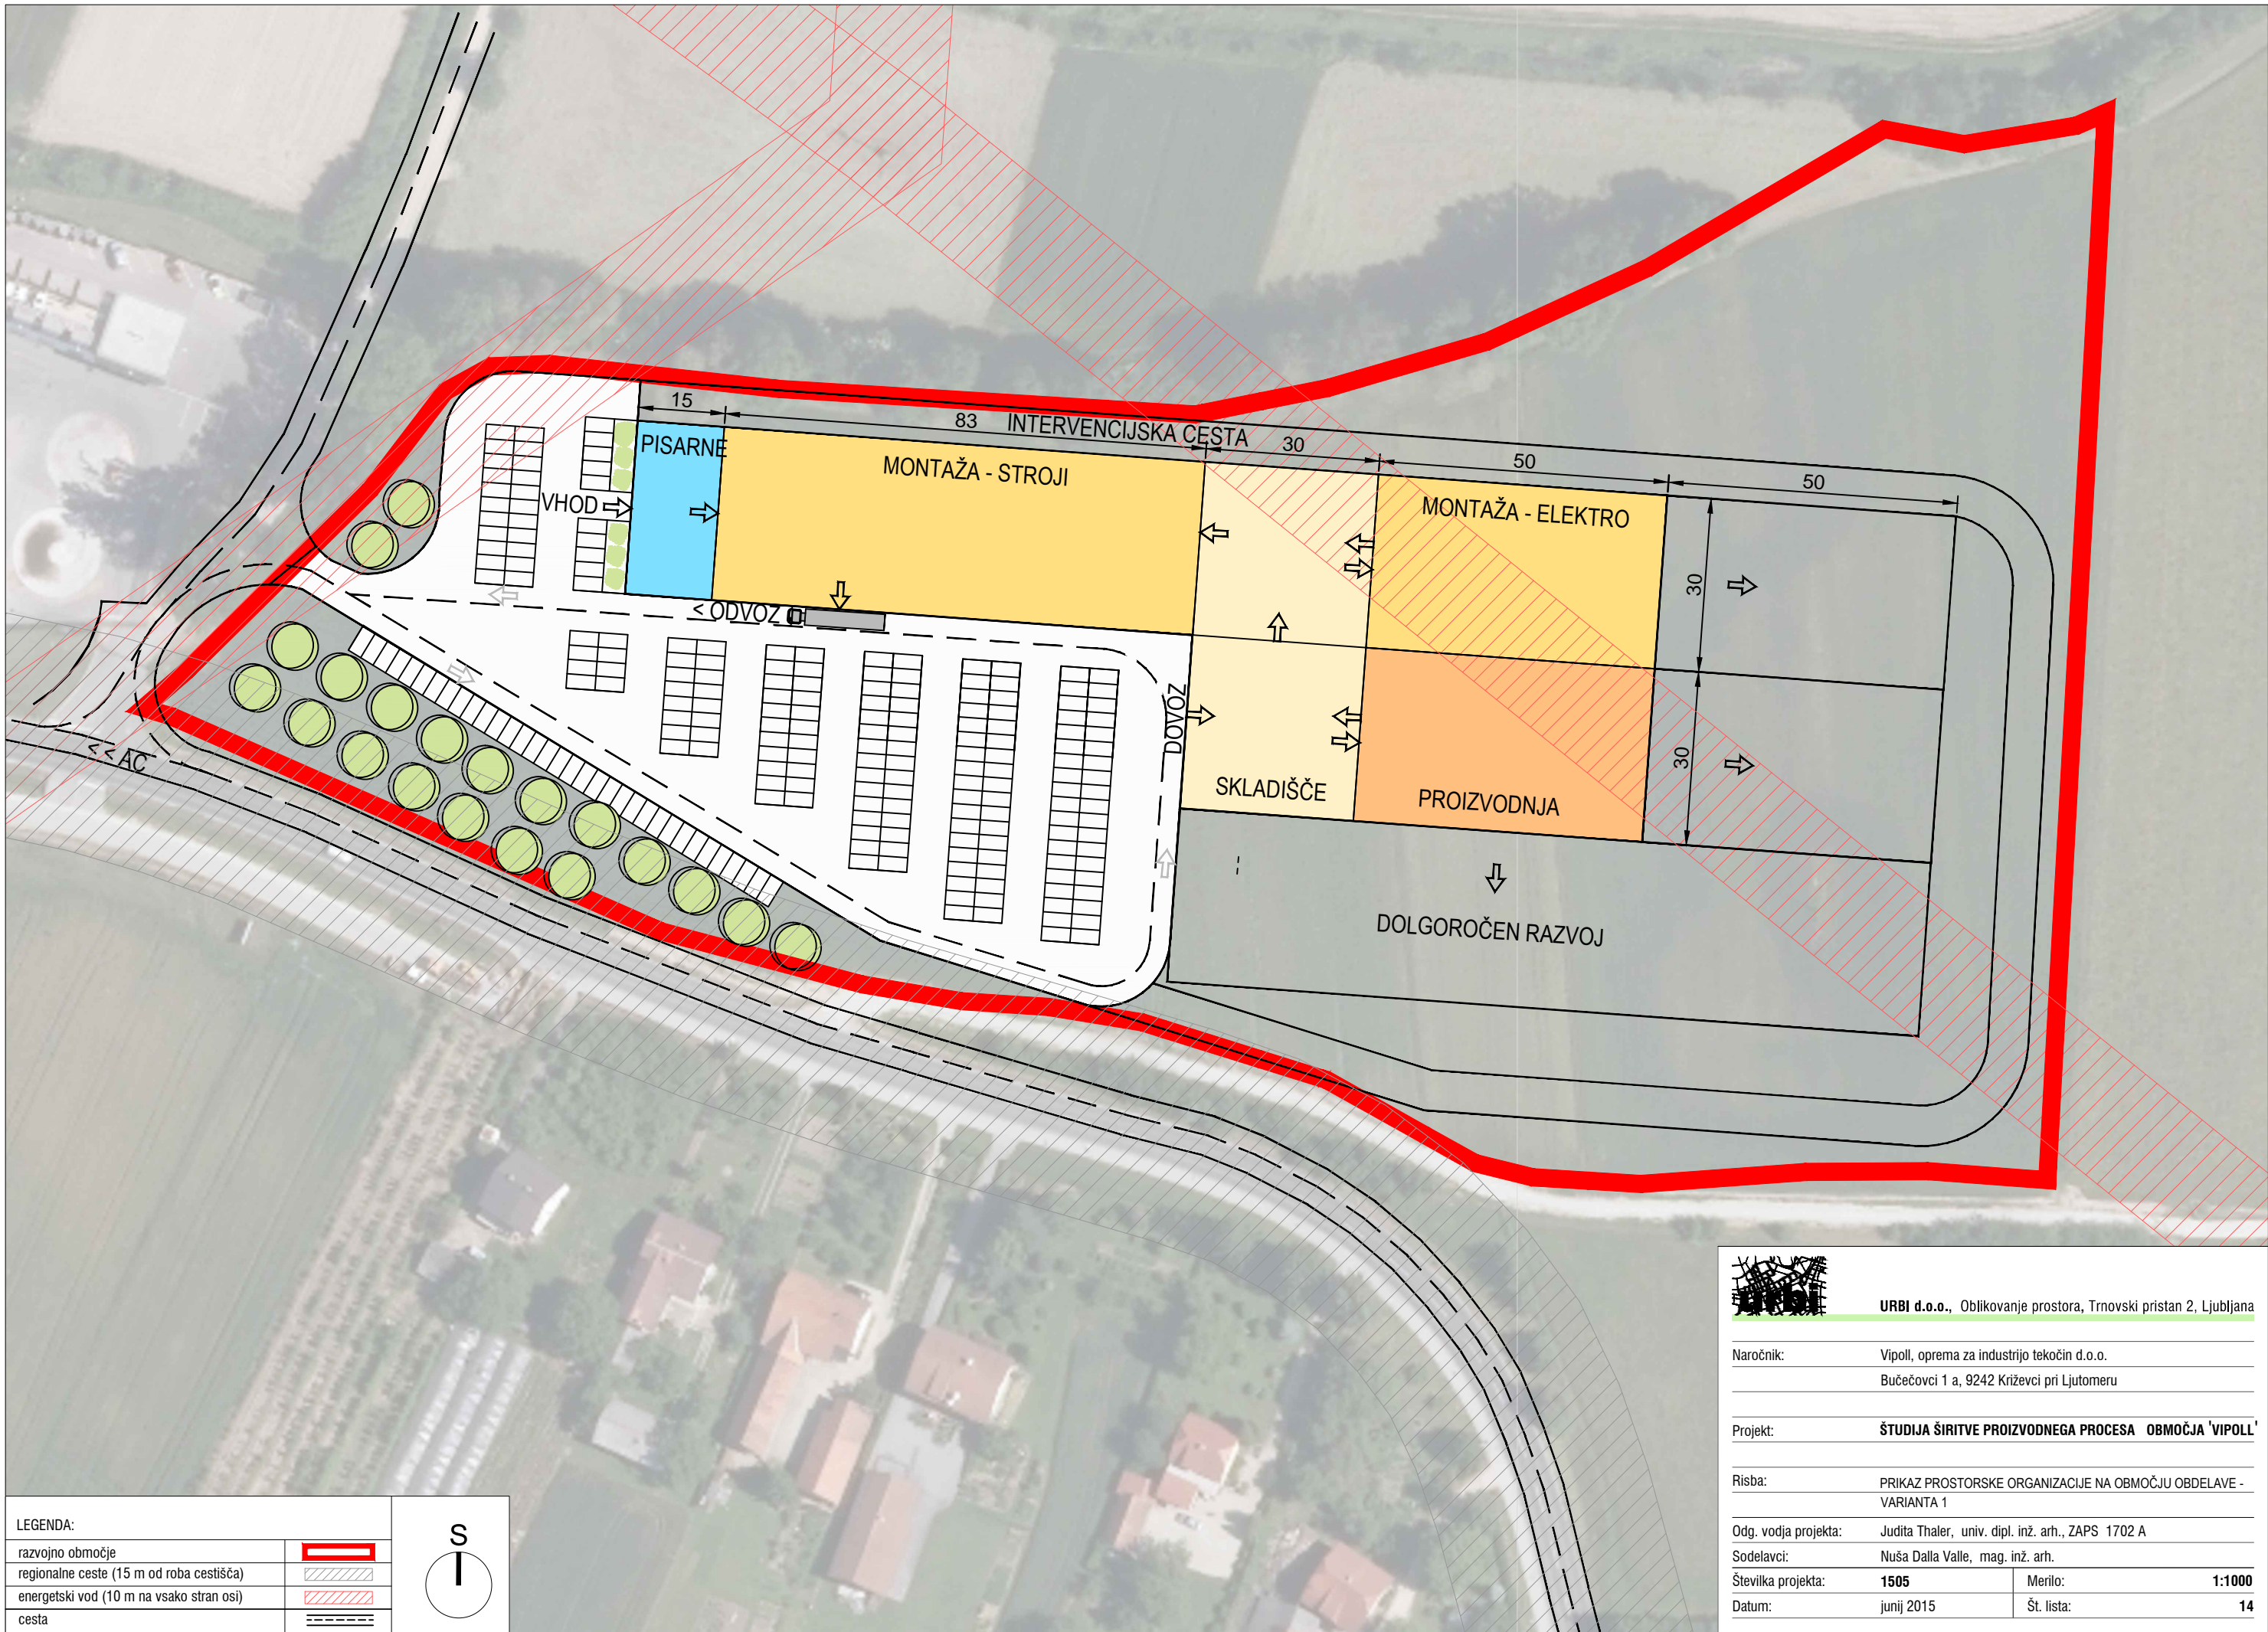 15
83
INTERVENCIJSKA CESTA
30
50
50
PISARNE
MONTAŽA - STROJI
MONTAŽA - ELEKTRO
VHOD
30
< ODVOZ
DOVOZ
30
<< AC
SKLADIŠČE
PROIZVODNJA
DOLGOROČEN RAZVOJ
urbi
URBI d.o.o., Oblikovanje prostora, Trnovski pristan 2, Ljubljana
Naročnik: Vipoll, oprema za industrijo tekočin d.o.o.
Bučečovci 1 a, 9242 Križevci pri Ljutomeru
Projekt: ŠTUDIJA ŠIRITVE PROIZVODNEGA PROCESA OBMOČJA 'VIPOLL'
Risba: PRIKAZ PROSTORSKE ORGANIZACIJE NA OBMOČJU OBDELAVE -
VARIANTA 1
Odg. vodja projekta: Judita Thaler, univ. dipl. inž. arh., ZAPS 1702 A
Sodelavci: Nuša Dalla Valle, mag. inž. arh.
Številka projekta: 1505 Merilo: 1:1000
Datum: junij 2015 Št. lista: 14
LEGENDA:
razvojno območje
regionalne ceste (15 m od roba cestišča)
energetski vod (10 m na vsako stran osi)
cesta
S